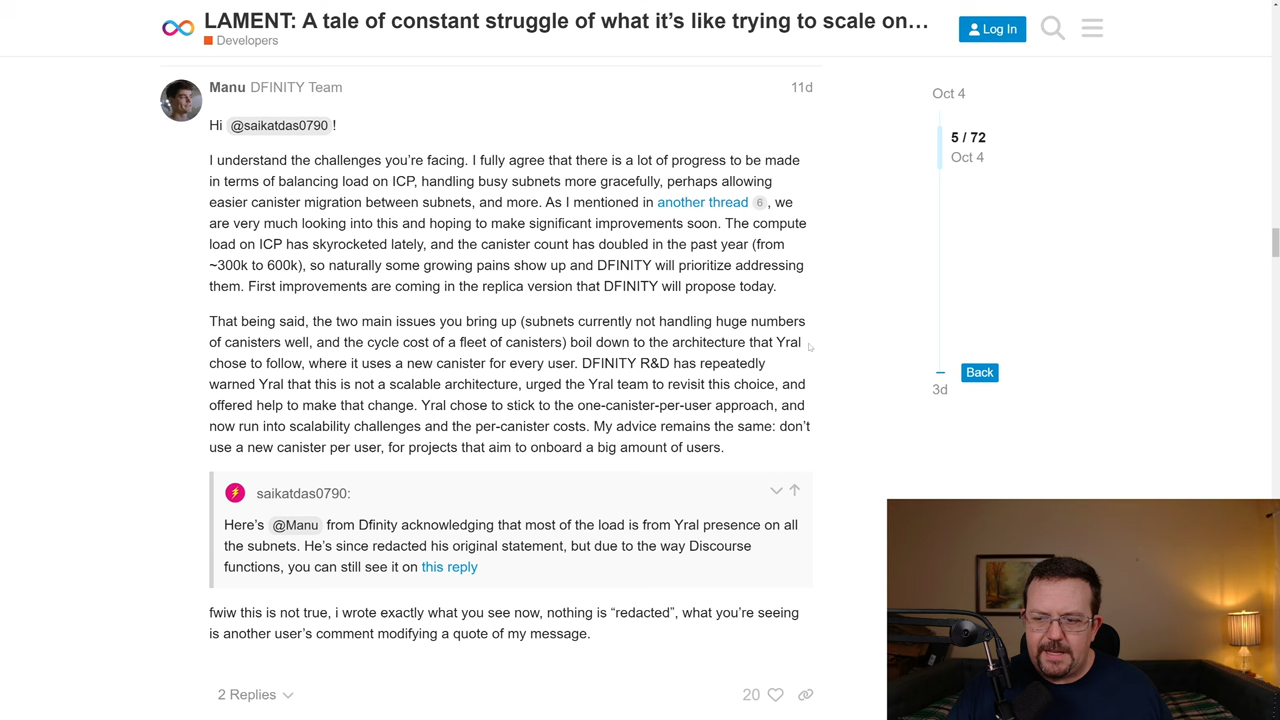 LAMENT: A tale of constant struggle of what it’s like trying to scale on…
Developers
Log In
Manu DFINITY Team
11d
Hi @saikatdas0790 !
I understand the challenges you’re facing. I fully agree that there is a lot of progress to be made
in terms of balancing load on ICP, handling busy subnets more gracefully, perhaps allowing
easier canister migration between subnets, and more. As I mentioned in another thread 6 , we
are very much looking into this and hoping to make significant improvements soon. The compute
load on ICP has skyrocketed lately, and the canister count has doubled in the past year (from
~300k to 600k), so naturally some growing pains show up and DFINITY will prioritize addressing
them. First improvements are coming in the replica version that DFINITY will propose today.
That being said, the two main issues you bring up (subnets currently not handling huge numbers
of canisters well, and the cycle cost of a fleet of canisters) boil down to the architecture that Yral
chose to follow, where it uses a new canister for every user. DFINITY R&D has repeatedly
warned Yral that this is not a scalable architecture, urged the Yral team to revisit this choice, and
offered help to make that change. Yral chose to stick to the one-canister-per-user approach, and
now run into scalability challenges and the per-canister costs. My advice remains the same: don’t
use a new canister per user, for projects that aim to onboard a big amount of users.
saikatdas0790:
Here’s @Manu from Dfinity acknowledging that most of the load is from Yral presence on all
the subnets. He’s since redacted his original statement, but due to the way Discourse
functions, you can still see it on this reply
fwiw this is not true, i wrote exactly what you see now, nothing is “redacted”, what you’re seeing
is another user’s comment modifying a quote of my message.
2 Replies
20
Oct 4
5 / 72
Oct 4
Back
3d